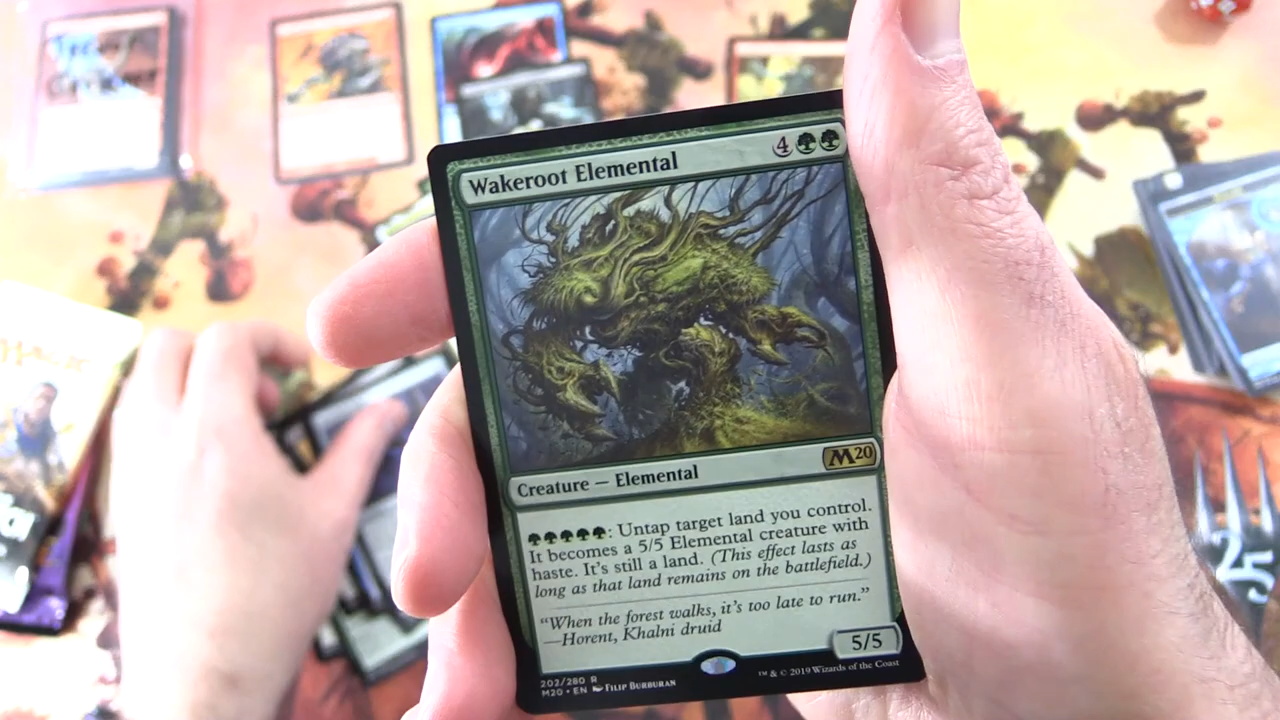 Wakeroot Elemental
4
M20
Creature — Elemental
: Untap target land you control.
It becomes a 5/5 Elemental creature with
haste. It's still a land. (This effect lasts as
long as that land remains on the battlefield.)
“When the forest walks, it's too late to run.”
—Horent, Khalni druid
5/5
202/280 R
M20 • EN FILIP BURBURAN
™ & © 2019 Wizards of the Coast
25